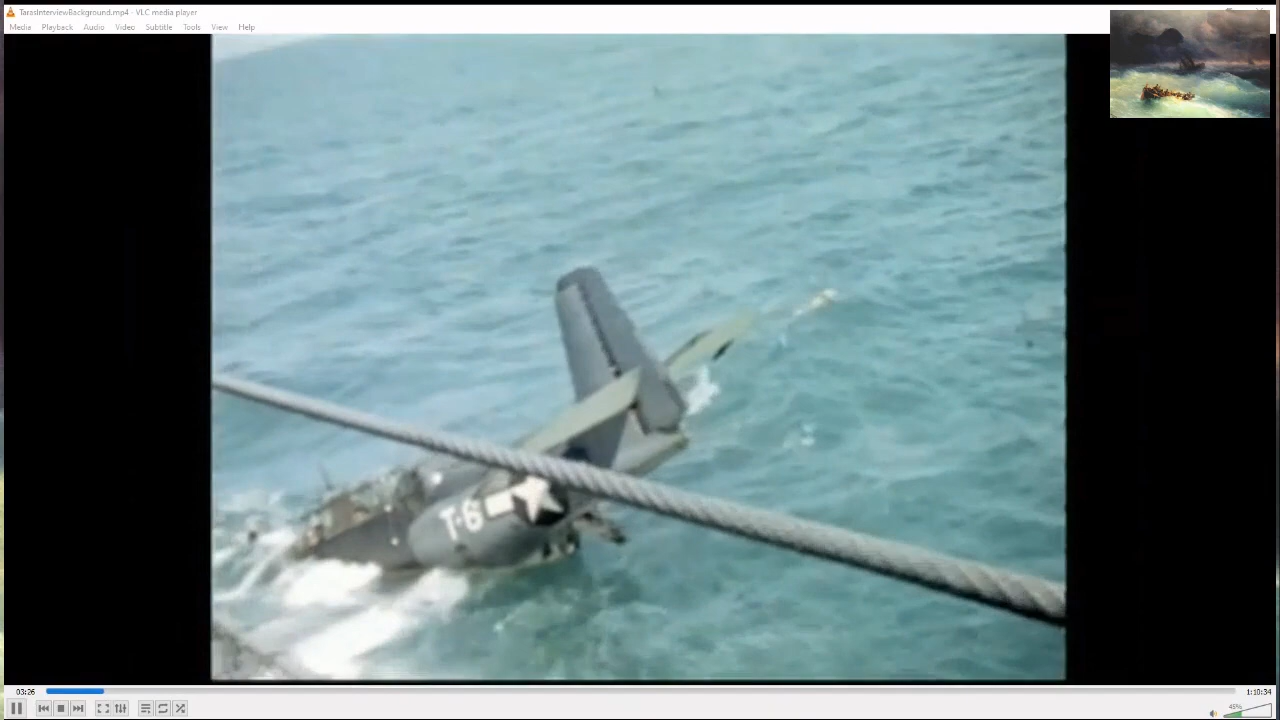 TarasInterviewBackground.mp4 - VLC media player
Media Playback Audio Video Subtitle Tools View Help
T-6
03:26
1:10:34
45%